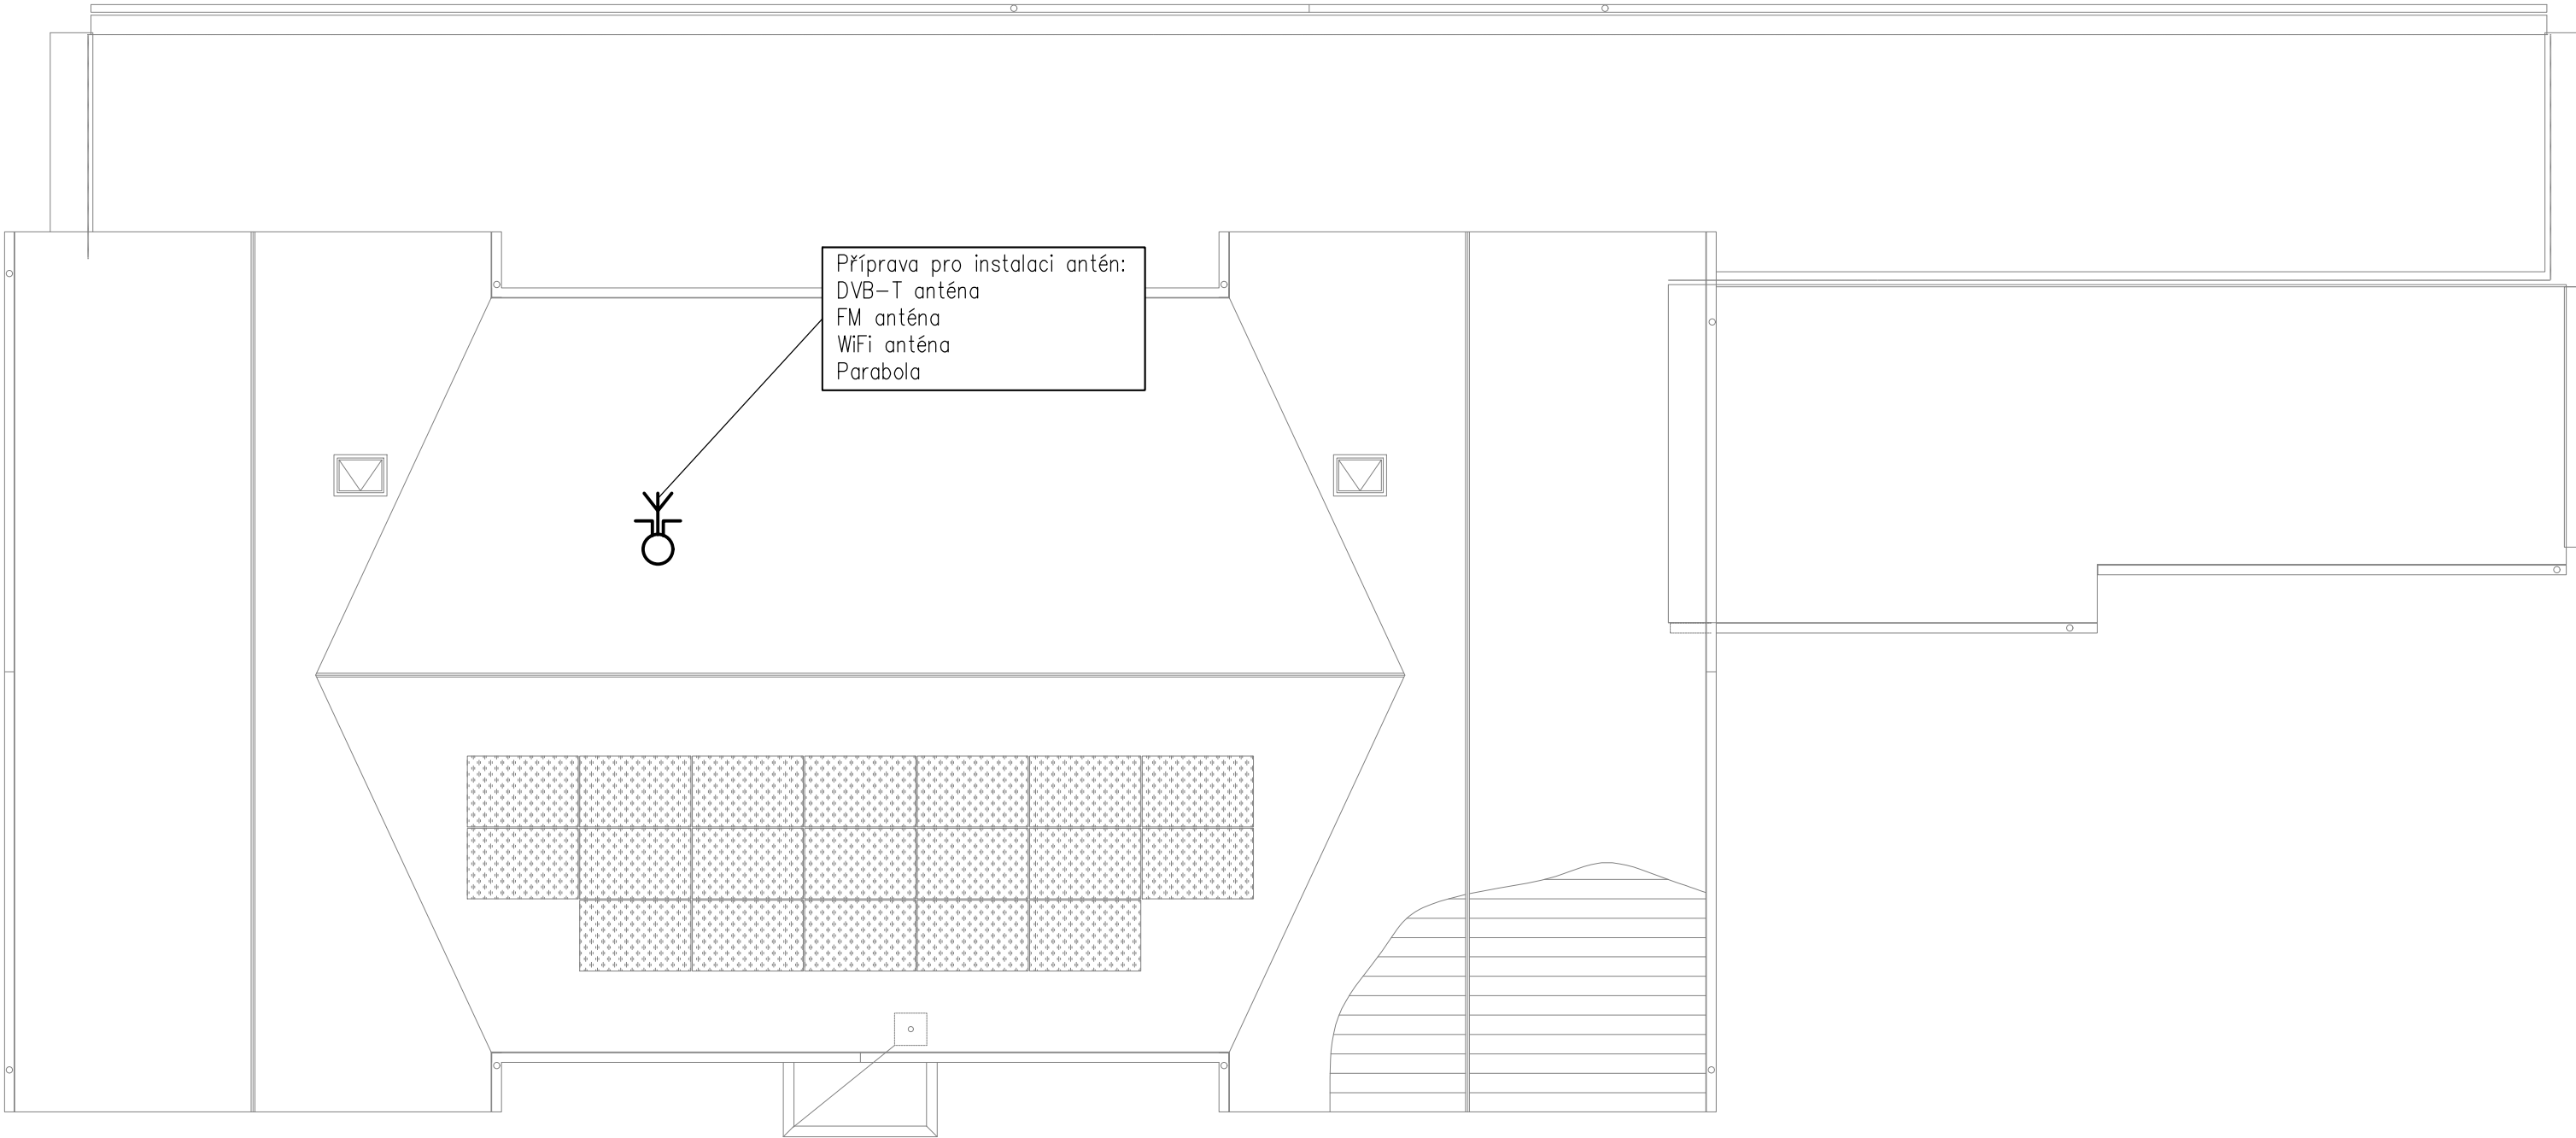 Příprava pro instalaci antén:
DVB-T anténa
FM anténa
WiFi anténa
Parabola